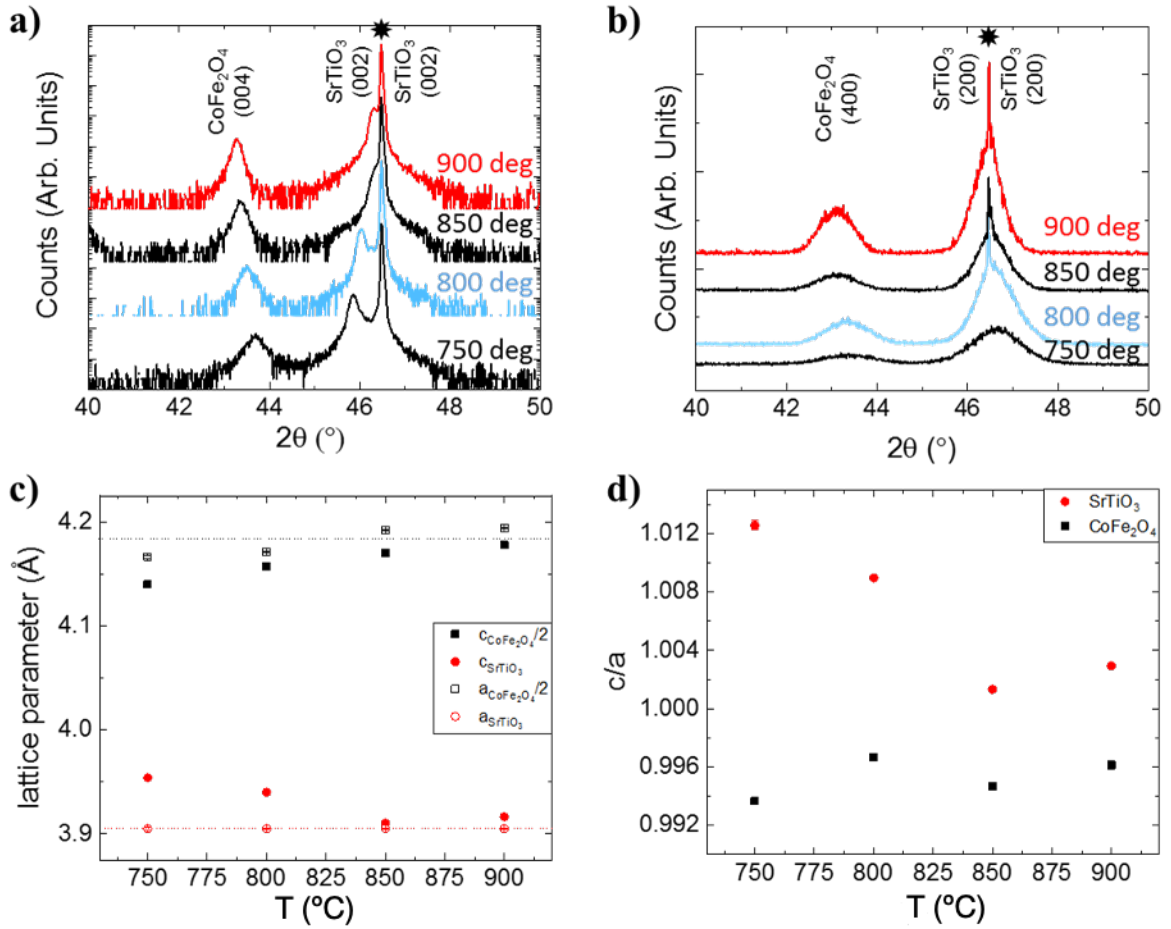 a)
Counts (Arb. Units)
CoFe₂O₄
(004)
SrTiO₃
(002)
SrTiO₃
(002)
900 deg
850 deg
800 deg
750 deg
40 42 44 46 48 50
2θ (°)
b)
Counts (Arb. Units)
CoFe₂O₄
(400)
SrTiO₃
(200)
SrTiO₃
(200)
900 deg
850 deg
800 deg
750 deg
40 42 44 46 48 50
2θ (°)
c)
lattice parameter (Å)
4.2
4.1
4.0
3.9
c CoFe₂O₄/2
c SrTiO₃
a CoFe₂O₄/2
a SrTiO₃
750 775 800 825 850 875 900
T (ºC)
d)
c/a
1.012
1.008
1.004
1.000
0.996
0.992
SrTiO₃
CoFe₂O₄
750 775 800 825 850 875 900
T (ºC)